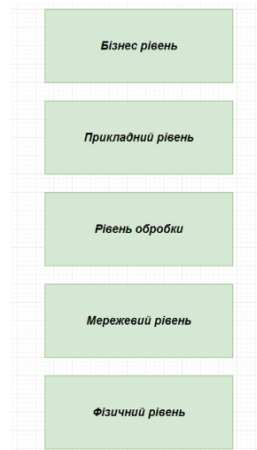 Бізнес рівень
Прикладний рівень
Рівень обробки
Мережевий рівень
Фізичний рівень